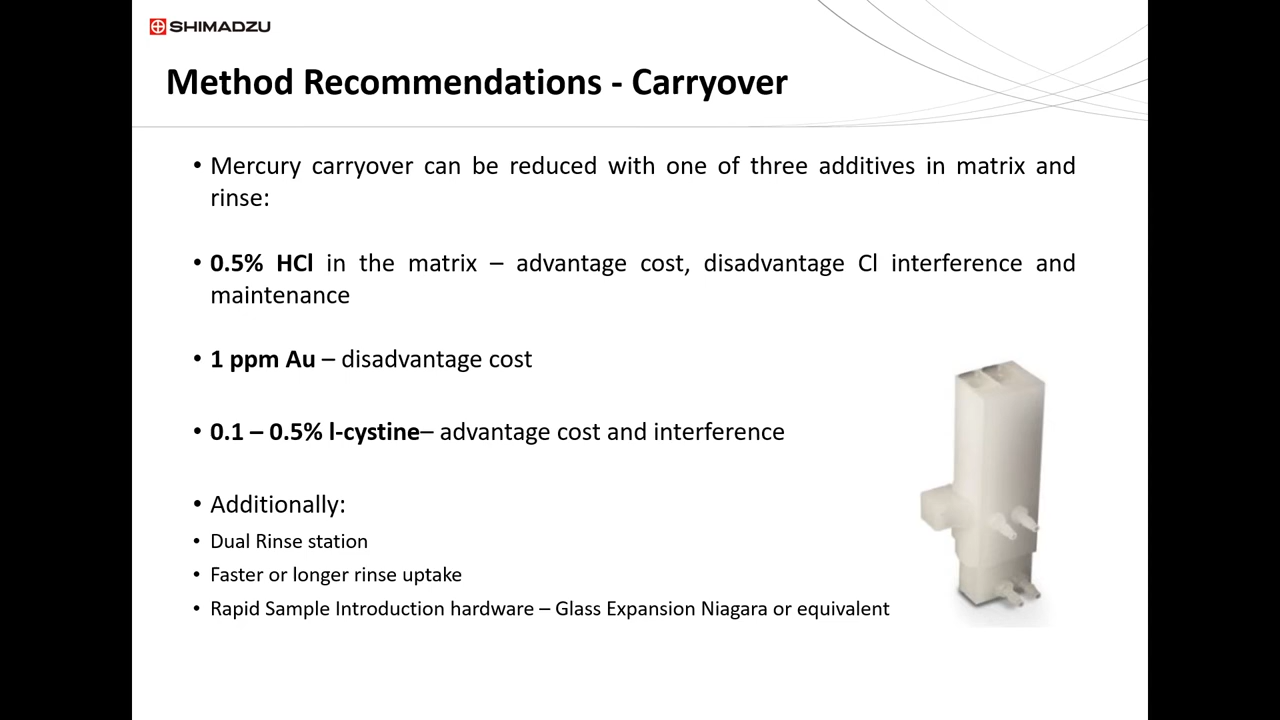 SHIMADZU
Method Recommendations - Carryover
• Mercury carryover can be reduced with one of three additives in matrix and
rinse:
• 0.5% HCl in the matrix – advantage cost, disadvantage Cl interference and
maintenance
• 1 ppm Au – disadvantage cost
• 0.1 – 0.5% l-cystine– advantage cost and interference
• Additionally:
• Dual Rinse station
• Faster or longer rinse uptake
• Rapid Sample Introduction hardware – Glass Expansion Niagara or equivalent